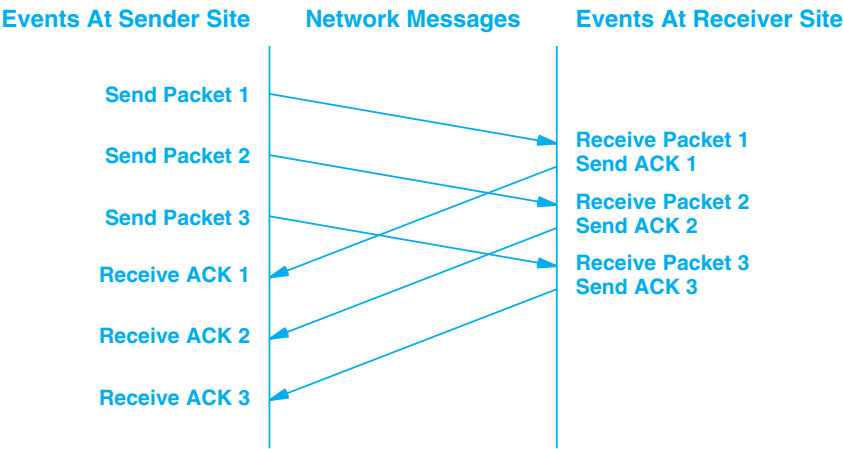 Events At Sender Site
Network Messages
Events At Receiver Site
Send Packet 1
Receive Packet 1
Send ACK 1
Send Packet 2
Receive Packet 2
Send ACK 2
Send Packet 3
Receive Packet 3
Send ACK 3
Receive ACK 1
Receive ACK 2
Receive ACK 3